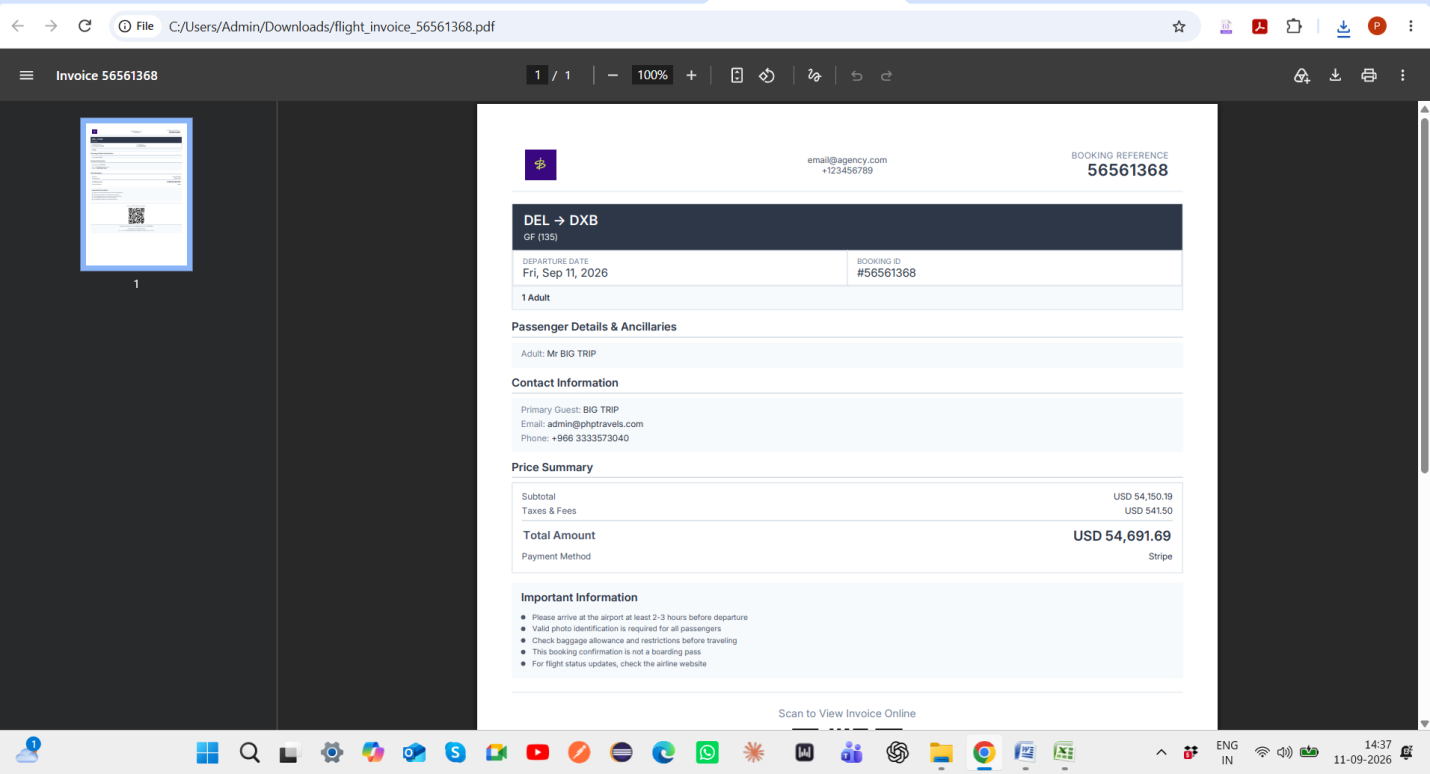 File C:/Users/Admin/Downloads/flight_invoice_56561368.pdf
P
Invoice 56561368
1 / 1
100%
1
email@agency.com
+123456789
BOOKING REFERENCE
56561368
DEL → DXB
GF (135)
DEPARTURE DATE
Fri, Sep 11, 2026
BOOKING ID
#56561368
1 Adult
Passenger Details & Ancillaries
Adult: Mr BIG TRIP
Contact Information
Primary Guest: BIG TRIP
Email: admin@phptravels.com
Phone: +966 3333573040
Price Summary
Subtotal USD 54,150.19
Taxes & Fees USD 541.50
Total Amount USD 54,691.69
Payment Method Stripe
Important Information
● Please arrive at the airport at least 2-3 hours before departure
● Valid photo identification is required for all passengers
● Check baggage allowance and restrictions before traveling
● This booking confirmation is not a boarding pass
● For flight status updates, check the airline website
Scan to View Invoice Online
1
ENG
IN
14:37
11-09-2026